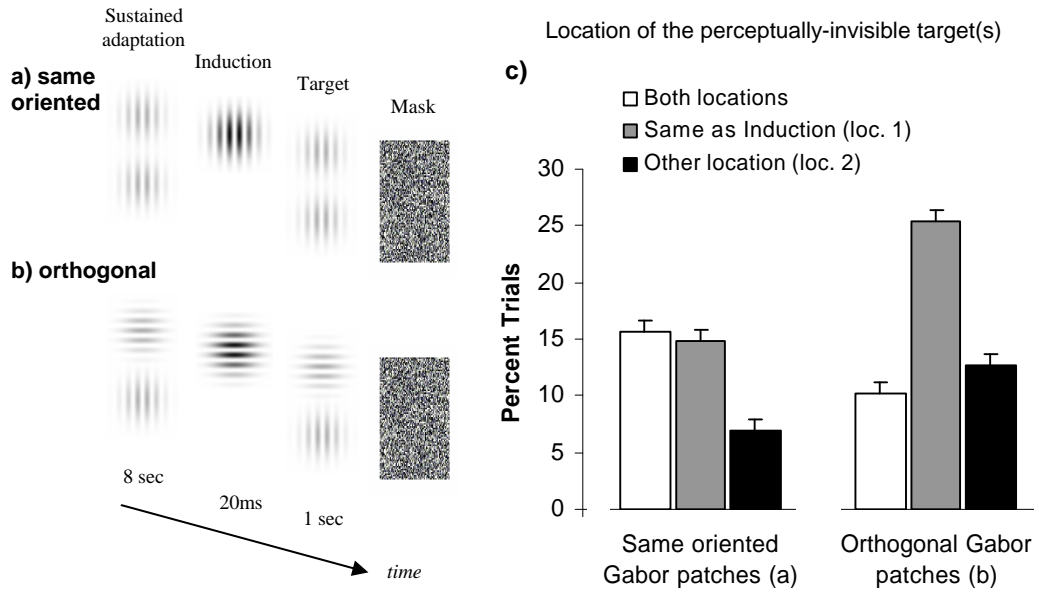 Sustained
adaptation
Induction
Target
Mask
a) same
oriented
b) orthogonal
8 sec
20ms
1 sec
time
Location of the perceptually-invisible target(s)
c)
Both locations
Same as Induction (loc. 1)
Other location (loc. 2)
Percent Trials
30
25
20
15
10
5
0
Same oriented
Gabor patches (a)
Orthogonal Gabor
patches (b)